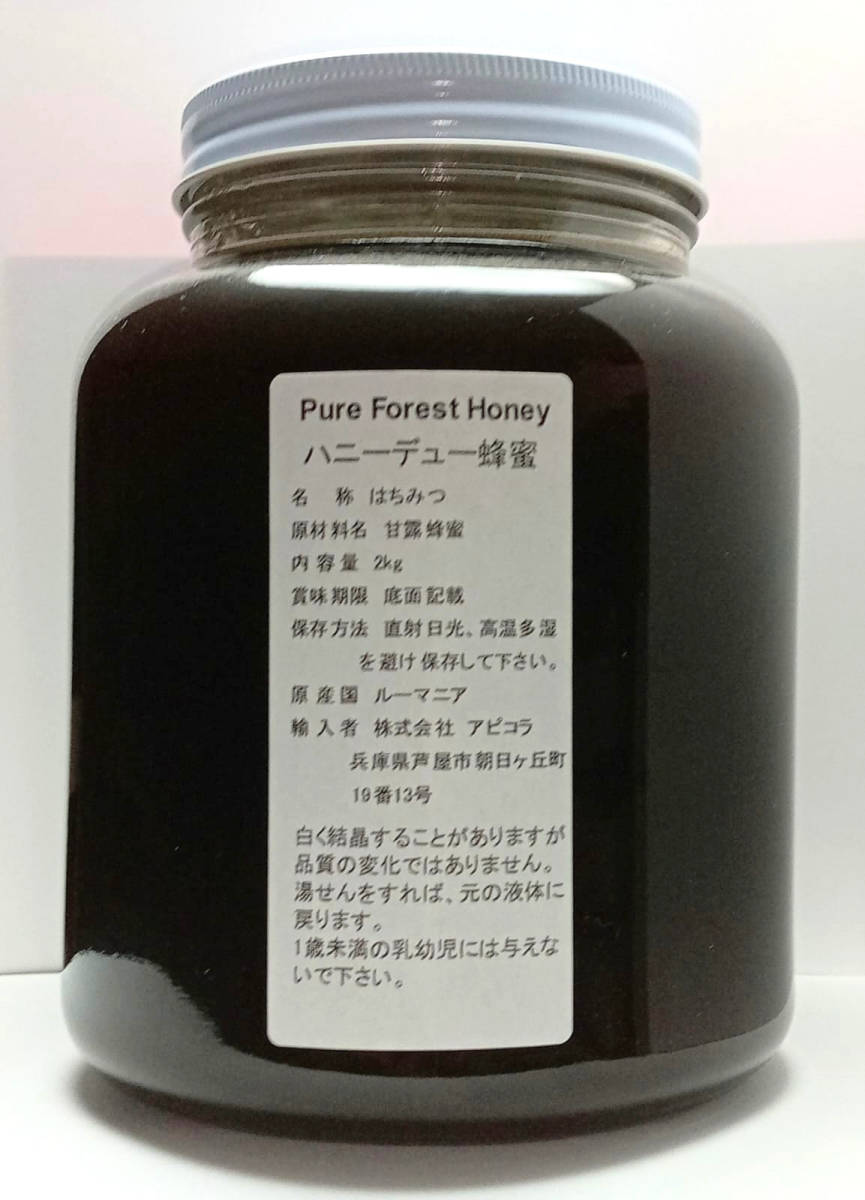 Pure Forest Honey
ハニーデュー蜂蜜
名 称 はちみつ
原材料名 甘露蜂蜜
内容量 2kg
賞味期限 底面記載
保存方法 直射日光、高温多湿
を避け保存して下さい。
原産国 ルーマニア
輸入者 株式会社 アピコラ
兵庫県芦屋市朝日ヶ丘町
19番13号
白く結晶することがありますが
品質の変化ではありません。
湯せんをすれば、元の液体に
戻ります。
1歳未満の乳幼児には与えな
いで下さい。